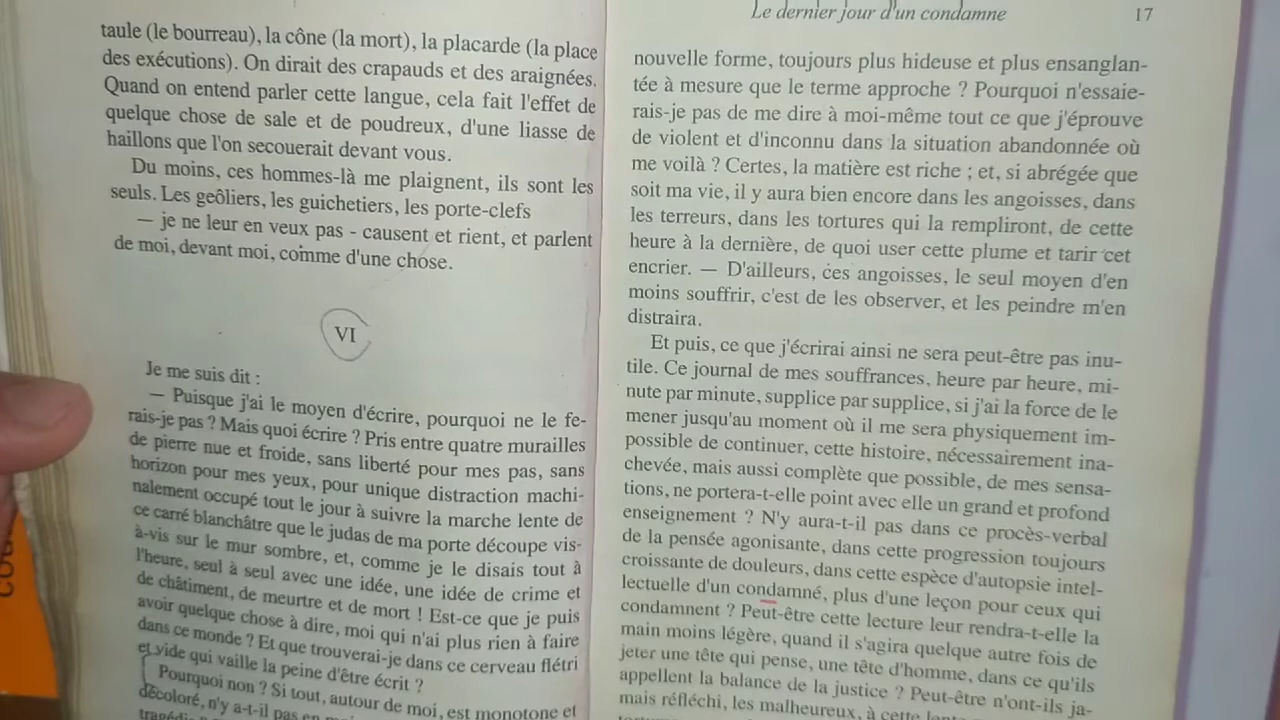 taule (le bourreau), la cône (la mort), la placarde (la place
des exécutions). On dirait des crapauds et des araignées.
Quand on entend parler cette langue, cela fait l'effet de
quelque chose de sale et de poudreux, d'une liasse de
haillons que l'on secouerait devant vous.
Du moins, ces hommes-là me plaignent, ils sont les
seuls. Les geôliers, les guichetiers, les porte-clefs
— je ne leur en veux pas - causent et rient, et parlent
de moi, devant moi, comme d'une chose.
VI
Je me suis dit :
— Puisque j'ai le moyen d'écrire, pourquoi ne le fe-
rais-je pas ? Mais quoi écrire ? Pris entre quatre murailles
de pierre nue et froide, sans liberté pour mes pas, sans
horizon pour mes yeux, pour unique distraction machi-
nalement occupé tout le jour à suivre la marche lente de
ce carré blanchâtre que le judas de ma porte découpe vis-
à-vis sur le mur sombre, et, comme je le disais tout à
l'heure, seul à seul avec une idée, une idée de crime et
de châtiment, de meurtre et de mort ! Est-ce que je puis
avoir quelque chose à dire, moi qui n'ai plus rien à faire
dans ce monde ? Et que trouverai-je dans ce cerveau flétri
et vide qui vaille la peine d'être écrit ?
Pourquoi non ? Si tout, autour de moi, est monotone et
décoloré, n'y a-t-il pas en
Le dernier jour d'un condamne 17
nouvelle forme, toujours plus hideuse et plus ensanglan-
tée à mesure que le terme approche ? Pourquoi n'essaie-
rais-je pas de me dire à moi-même tout ce que j'éprouve
de violent et d'inconnu dans la situation abandonnée où
me voilà ? Certes, la matière est riche ; et, si abrégée que
soit ma vie, il y aura bien encore dans les angoisses, dans
les terreurs, dans les tortures qui la rempliront, de cette
heure à la dernière, de quoi user cette plume et tarir cet
encrier. — D'ailleurs, ces angoisses, le seul moyen d'en
moins souffrir, c'est de les observer, et les peindre m'en
distraira.
Et puis, ce que j'écrirai ainsi ne sera peut-être pas inu-
tile. Ce journal de mes souffrances, heure par heure, mi-
nute par minute, supplice par supplice, si j'ai la force de le
mener jusqu'au moment où il me sera physiquement im-
possible de continuer, cette histoire, nécessairement ina-
chevée, mais aussi complète que possible, de mes sensa-
tions, ne portera-t-elle point avec elle un grand et profond
enseignement ? N'y aura-t-il pas dans ce procès-verbal
de la pensée agonisante, dans cette progression toujours
croissante de douleurs, dans cette espèce d'autopsie intel-
lectuelle d'un condamné, plus d'une leçon pour ceux qui
condamnent ? Peut-être cette lecture leur rendra-t-elle la
main moins légère, quand il s'agira quelque autre fois de
jeter une tête qui pense, une tête d'homme, dans ce qu'ils
appellent la balance de la justice ? Peut-être n'ont-ils ja-
mais réfléchi, les malheureux, à cette